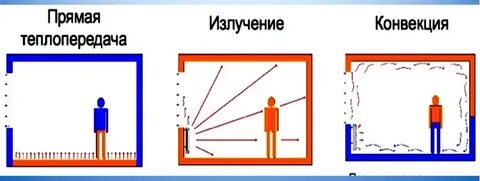 Прямая
теплопередача
Излучение
Конвекция